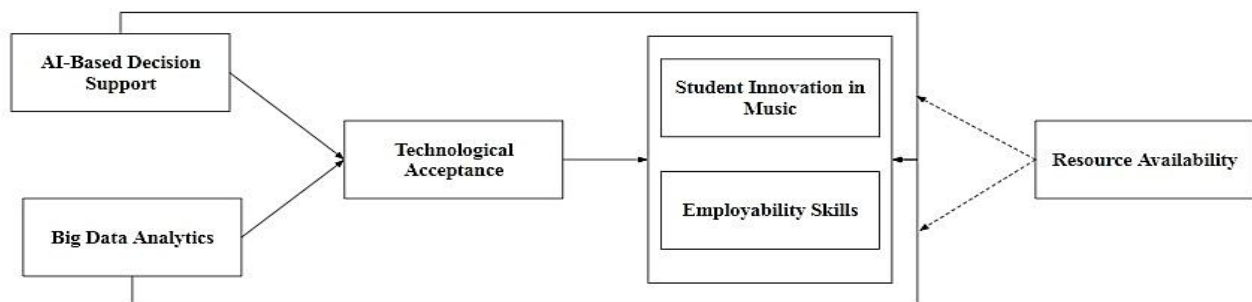 AI-Based Decision
Support
Student Innovation in
Music
Technological
Acceptance
Resource Availability
Employability Skills
Big Data Analytics